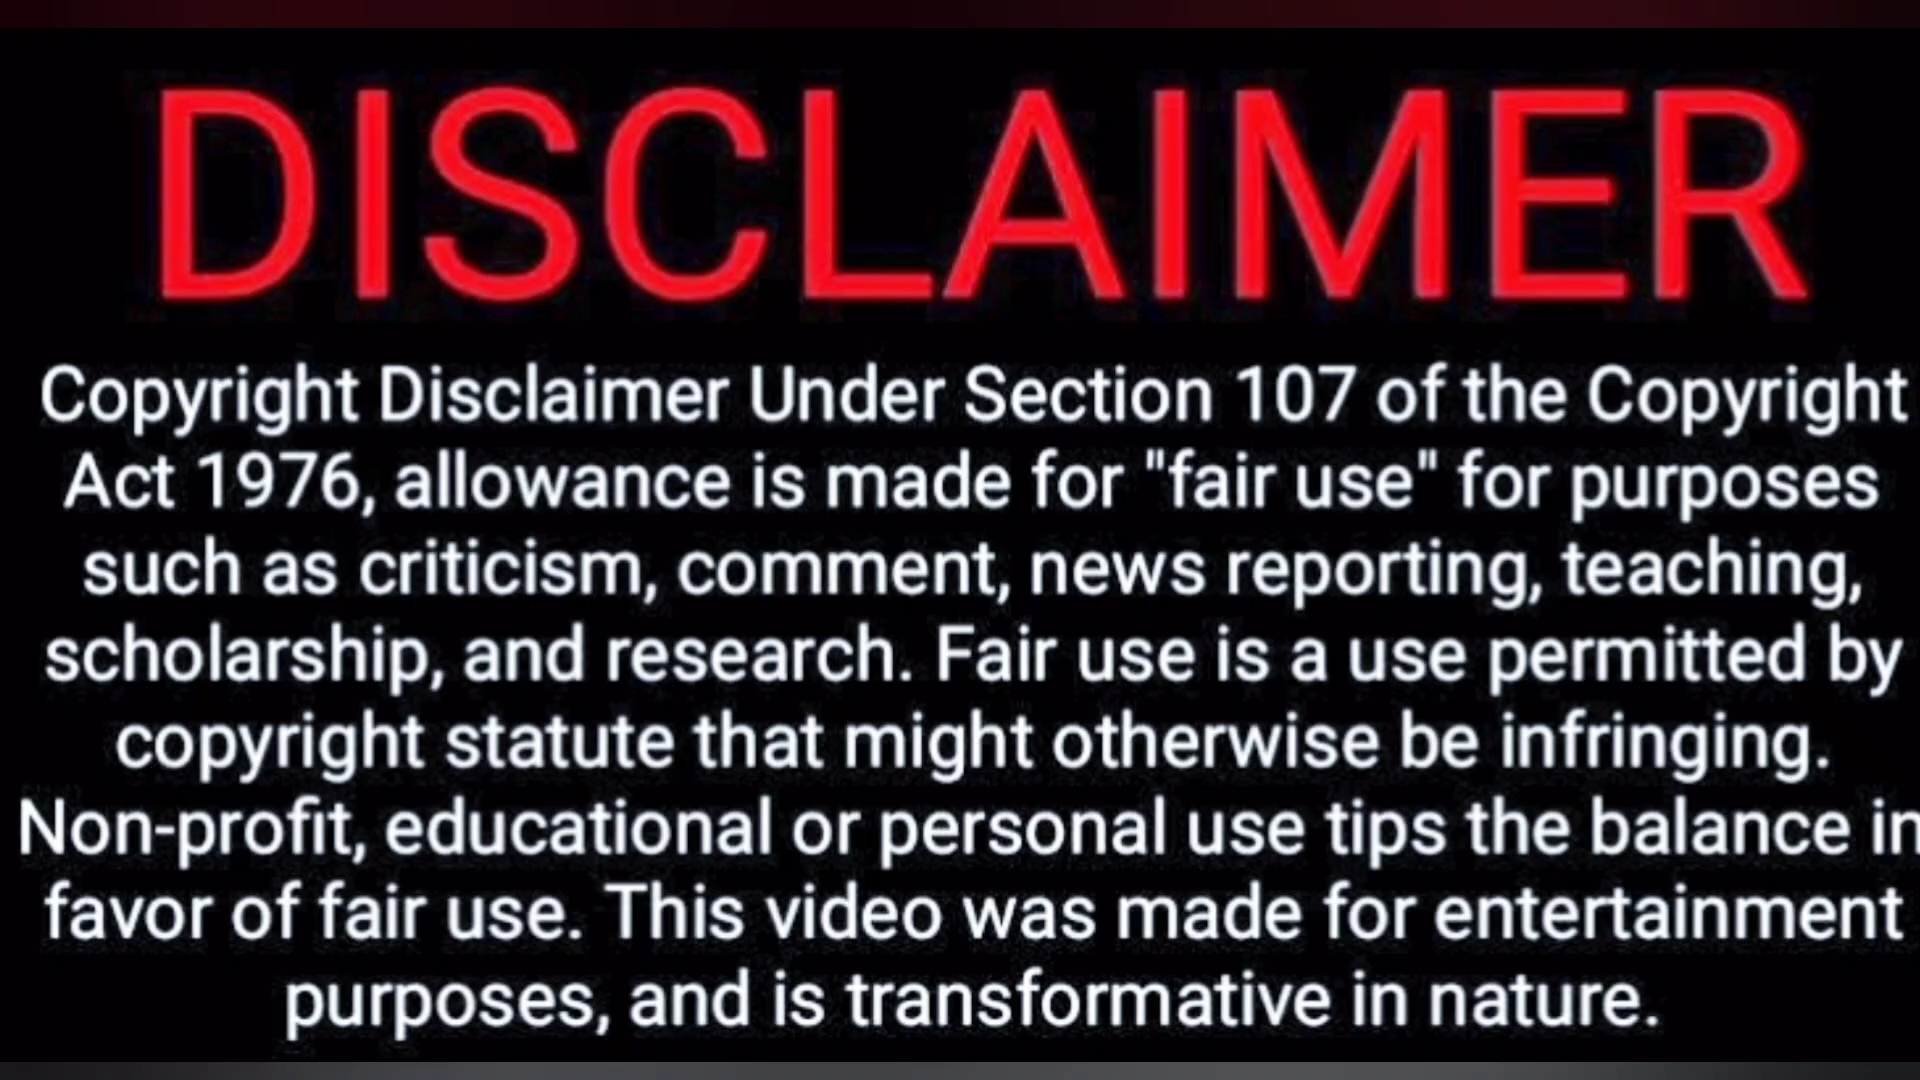 DISCLAIMER
Copyright Disclaimer Under Section 107 of the Copyright
Act 1976, allowance is made for "fair use" for purposes
such as criticism, comment, news reporting, teaching,
scholarship, and research. Fair use is a use permitted by
copyright statute that might otherwise be infringing.
Non-profit, educational or personal use tips the balance in
favor of fair use. This video was made for entertainment
purposes, and is transformative in nature.